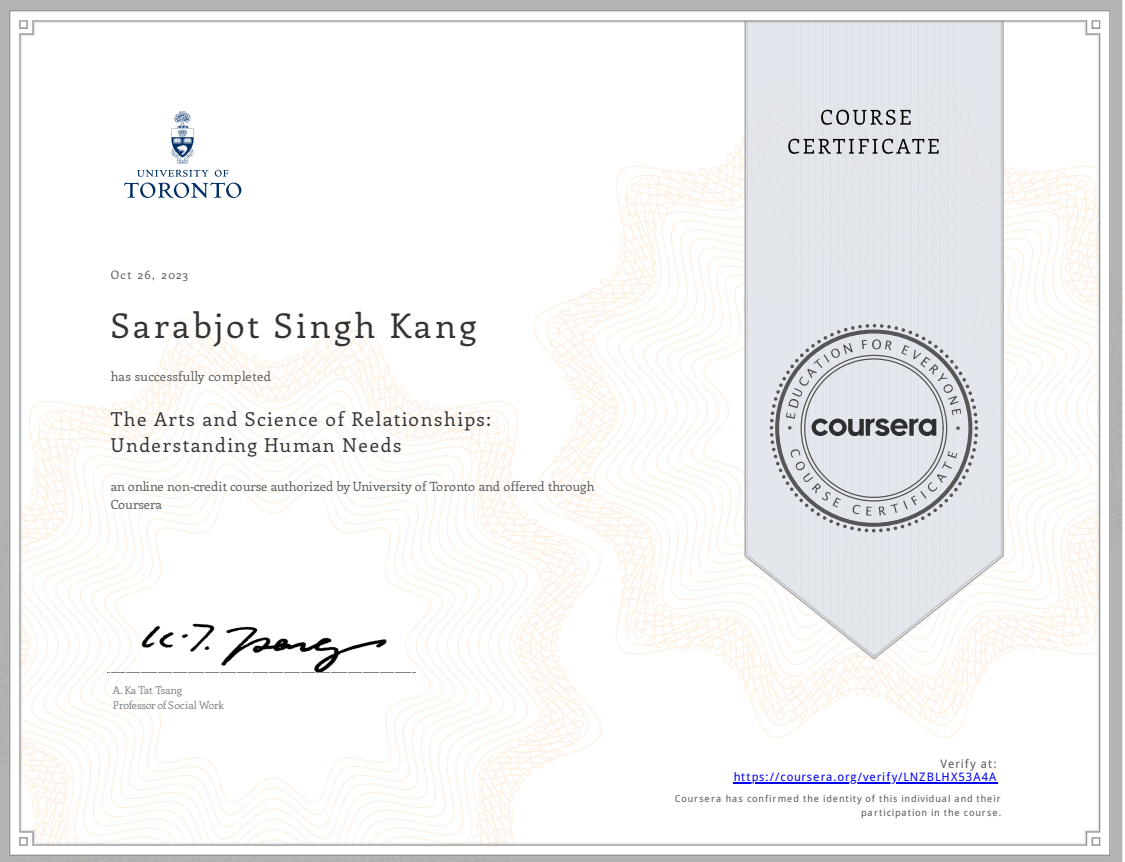 UNIVERSITY OF
TORONTO
COURSE
CERTIFICATE
Oct 26, 2023
Sarabjot Singh Kang
has successfully completed
The Arts and Science of Relationships:
Understanding Human Needs
an online non-credit course authorized by University of Toronto and offered through
Coursera
EDUCATION FOR EVERYONE
coursera
COURSE CERTIFICATE
K.T. Tsang
A. Ka Tat Tsang
Professor of Social Work
Verify at:
https://coursera.org/verify/LNZBLHX53A4A
Coursera has confirmed the identity of this individual and their
participation in the course.